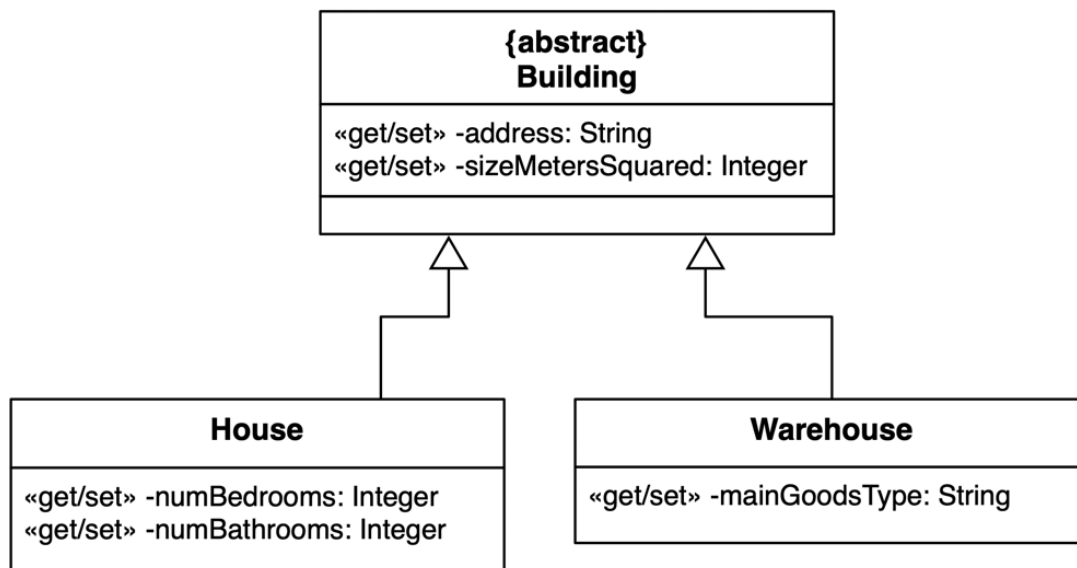 {abstract}
Building
«get/set» -address: String
«get/set» -sizeMetersSquared: Integer
House
«get/set» -numBedrooms: Integer
«get/set» -numBathrooms: Integer
Warehouse
«get/set» -mainGoodsType: String